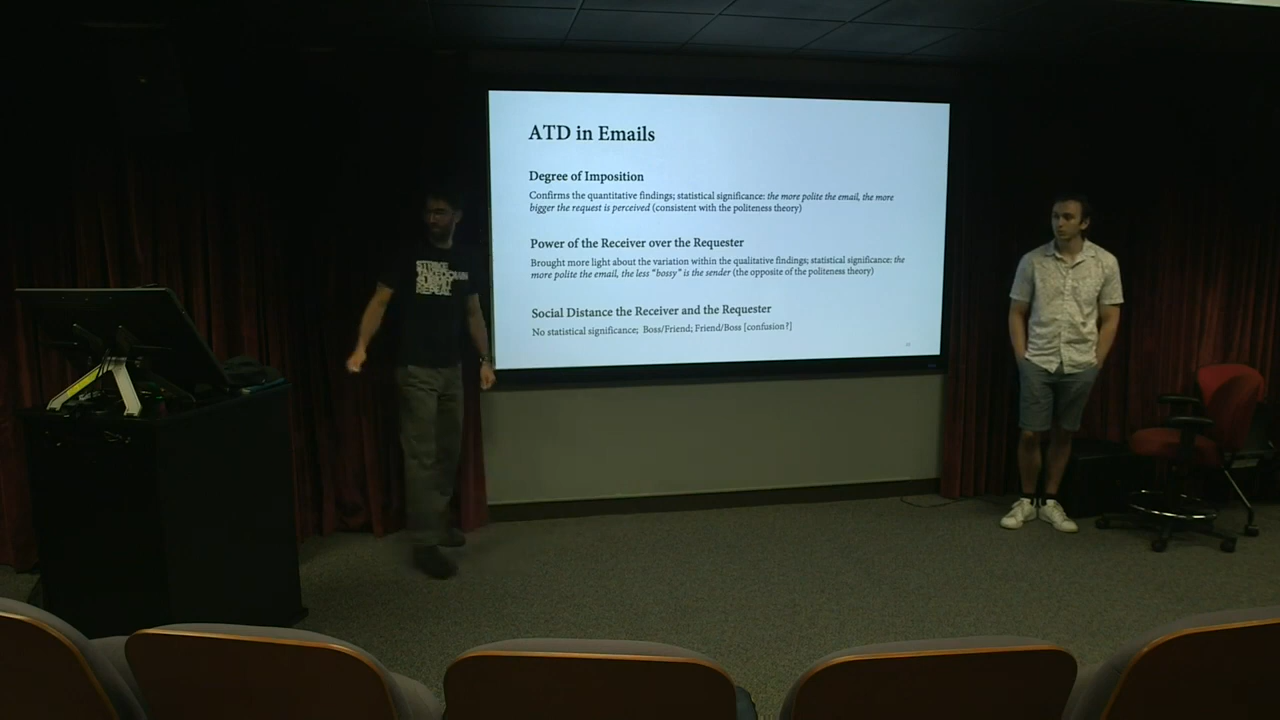 ATD in Emails
Degree of Imposition
Confirms the quantitative findings; statistical significance: the more polite the email, the more
bigger the request is perceived (consistent with the politeness theory)
Power of the Receiver over the Requester
Brought more light about the variation within the qualitative findings; statistical significance: the
more polite the email, the less "bossy" is the sender (the opposite of the politeness theory)
Social Distance the Receiver and the Requester
No statistical significance; Boss/Friend; Friend/Boss [confusion?]